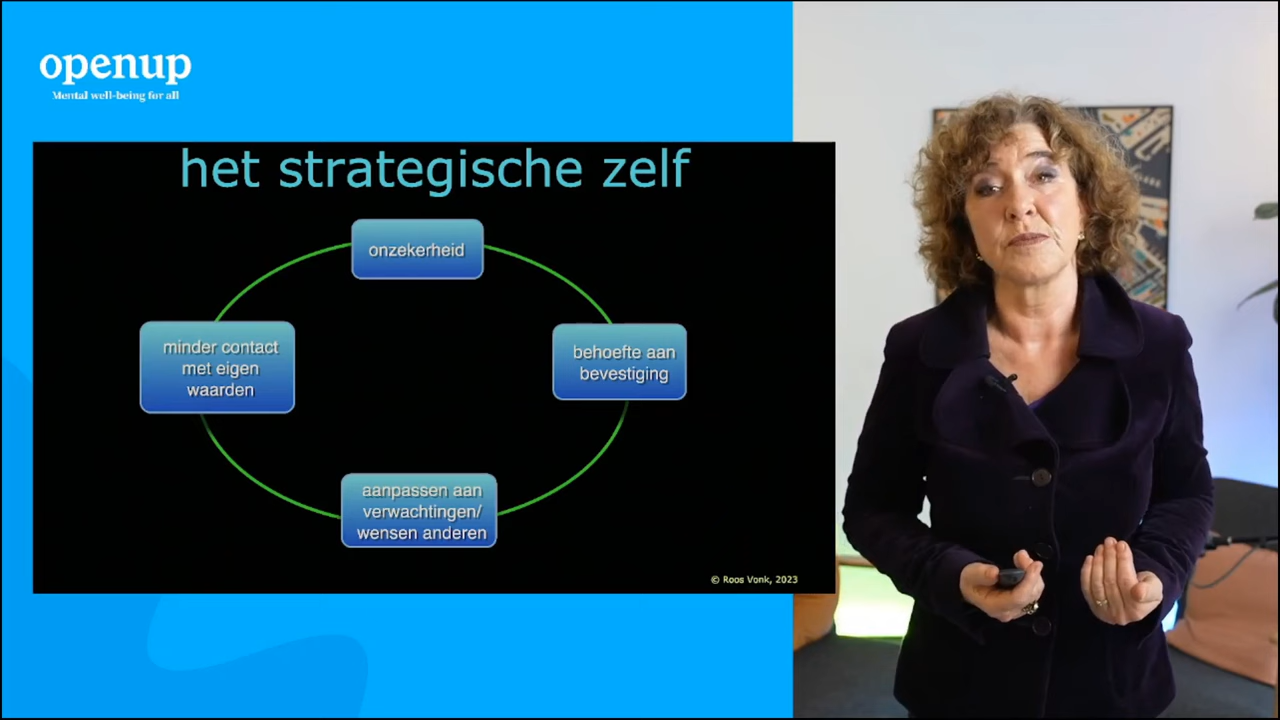 openup
Mental well-being for all
het strategische zelf
onzekerheid
behoefte aan
bevestiging
aanpassen aan
verwachtingen/
wensen anderen
minder contact
met eigen
waarden
© Roos Vonk, 2023